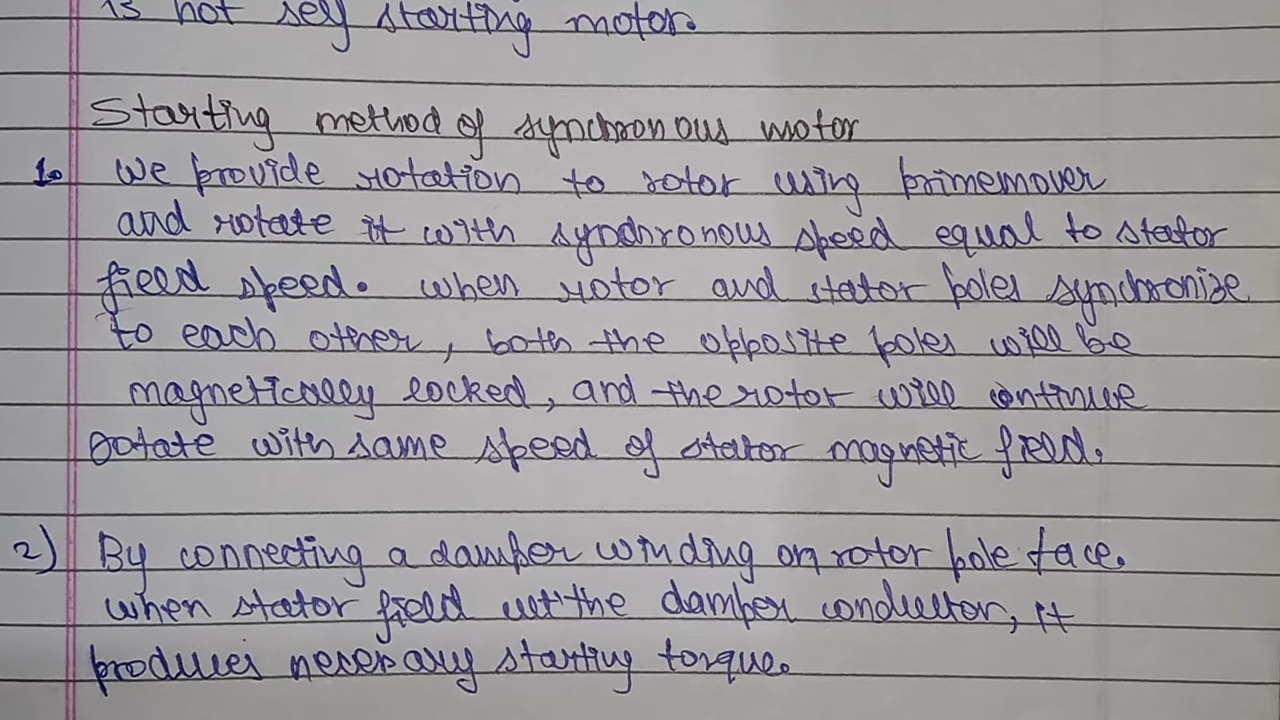 is not self starting motor.
Starting method of synchronous motor
1. We provide rotation to rotor using primemover
and rotate it with synchronous speed equal to stator
field speed. when rotor and stator poles synchronize
to each other, both the opposite poles will be
magnetically locked, and the rotor will continue
rotate with same speed of stator magnetic field.
2) By connecting a damper winding on rotor pole face.
when stator field cut the damper conductor, it
produces necessary starting torque.